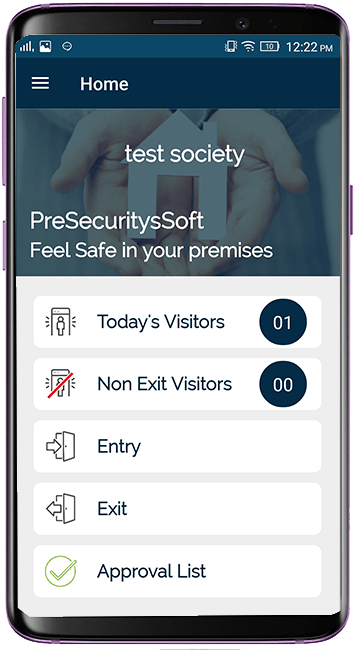 10 12:22 PM
Home
test society
PreSecuritysSoft
Feel Safe in your premises
Today's Visitors 01
Non Exit Visitors 00
Entry
Exit
Approval List